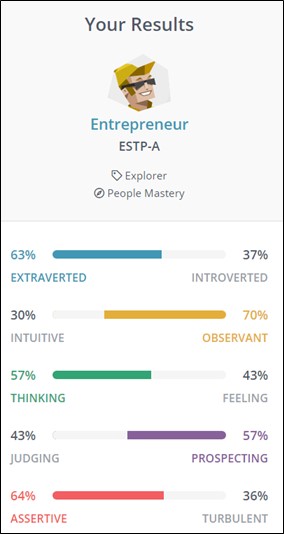 Your Results
Entrepreneur
ESTP-A
Explorer
People Mastery
63% 37%
EXTRAVERTED INTROVERTED
30% 70%
INTUITIVE OBSERVANT
57% 43%
THINKING FEELING
43% 57%
JUDGING PROSPECTING
64% 36%
ASSERTIVE TURBULENT